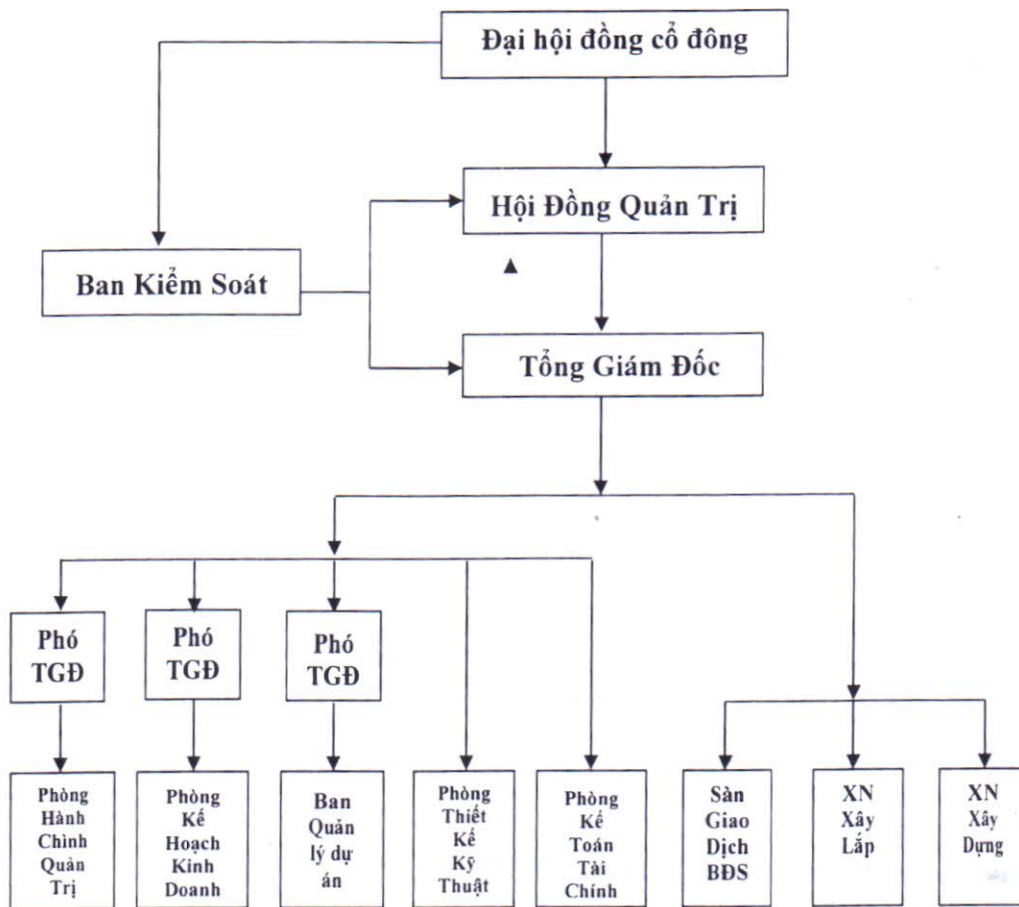 Đại hội đồng cổ đông
Hội Đồng Quản Trị
Ban Kiểm Soát
Tổng Giám Đốc
Phó
TGĐ
Phó
TGĐ
Phó
TGĐ
Phòng
Hành
Chình
Quản
Trị
Phòng
Kế
Hoạch
Kinh
Doanh
Ban
Quản
lý dự
án
Phòng
Thiết
Kế
Kỹ
Thuật
Phòng
Kế
Toán
Tài
Chính
Sàn
Giao
Dịch
BĐS
XN
Xây
Lắp
XN
Xây
Dựng